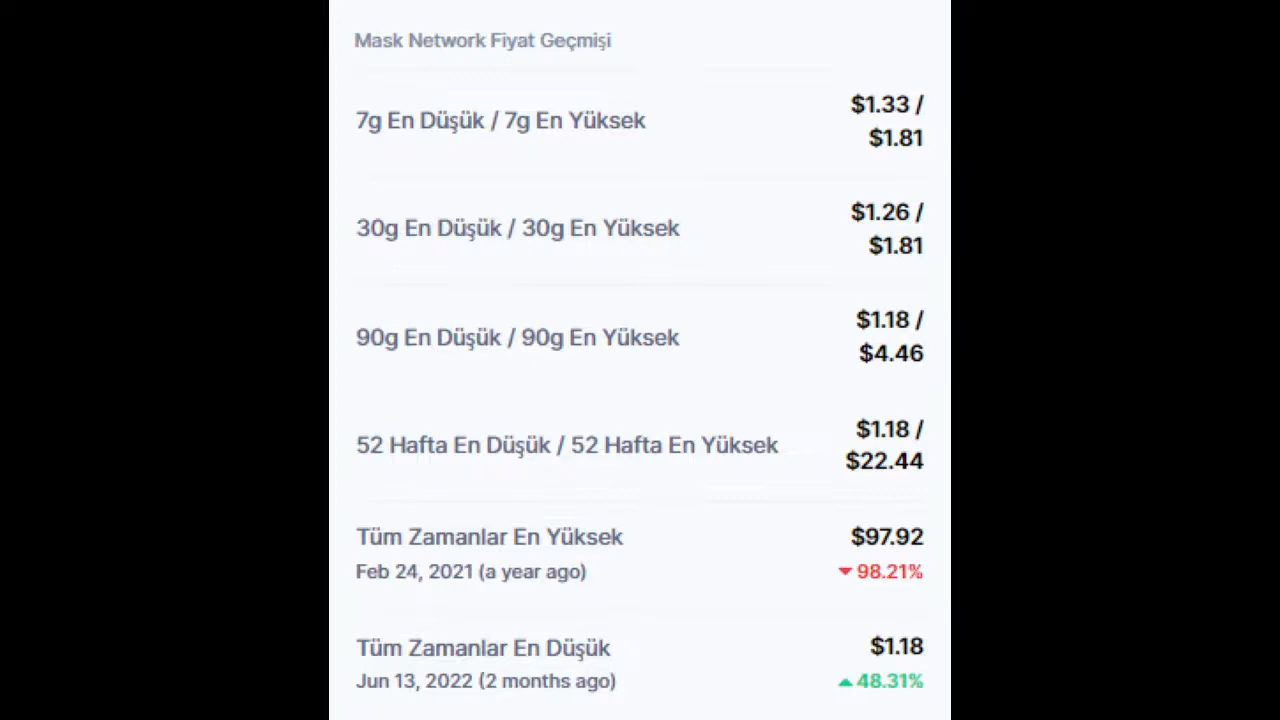 Mask Network Fiyat Geçmişi
7g En Düşük / 7g En Yüksek
$1.33 /
$1.81
30g En Düşük / 30g En Yüksek
$1.26 /
$1.81
90g En Düşük / 90g En Yüksek
$1.18 /
$4.46
52 Hafta En Düşük / 52 Hafta En Yüksek
$1.18 /
$22.44
Tüm Zamanlar En Yüksek
$97.92
Feb 24, 2021 (a year ago)
98.21%
Tüm Zamanlar En Düşük
$1.18
Jun 13, 2022 (2 months ago)
48.31%